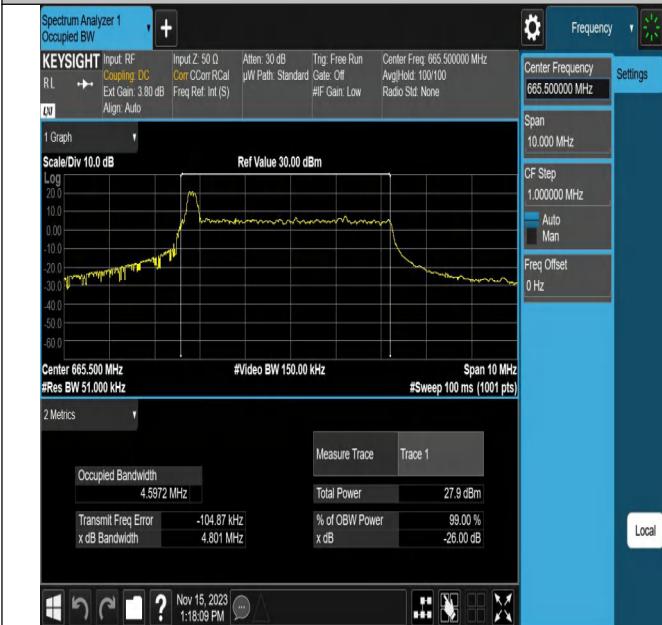 Spectrum Analyzer 1
Occupied BW
+
Frequency
KEYSIGHT
RL
LXI
Input: RF
Coupling: DC
Ext Gain: 3.80 dB
Align: Auto
Input Z: 50 Ω
Corr CCorr RCal
Freq Ref: Int (S)
Atten: 30 dB
µW Path: Standard
Trig: Free Run
Gate: Off
#IF Gain: Low
Center Freq: 665.500000 MHz
Avg|Hold: 100/100
Radio Std: None
Center Frequency
665.500000 MHz
Settings
Span
10.000 MHz
CF Step
1.000000 MHz
Auto
Man
Freq Offset
0 Hz
Local
1 Graph
Scale/Div 10.0 dB
Ref Value 30.00 dBm
Log
20.0
10.0
0.00
-10.0
-20.0
-30.0
-40.0
-50.0
-60.0
Center 665.500 MHz
#Video BW 150.00 kHz
Span 10 MHz
#Res BW 51.000 kHz
#Sweep 100 ms (1001 pts)
2 Metrics
Measure Trace Trace 1
Occupied Bandwidth
4.5972 MHz
Total Power 27.9 dBm
Transmit Freq Error -104.87 kHz
% of OBW Power 99.00 %
x dB Bandwidth 4.801 MHz
x dB -26.00 dB
?
Nov 15, 2023
1:18:09 PM